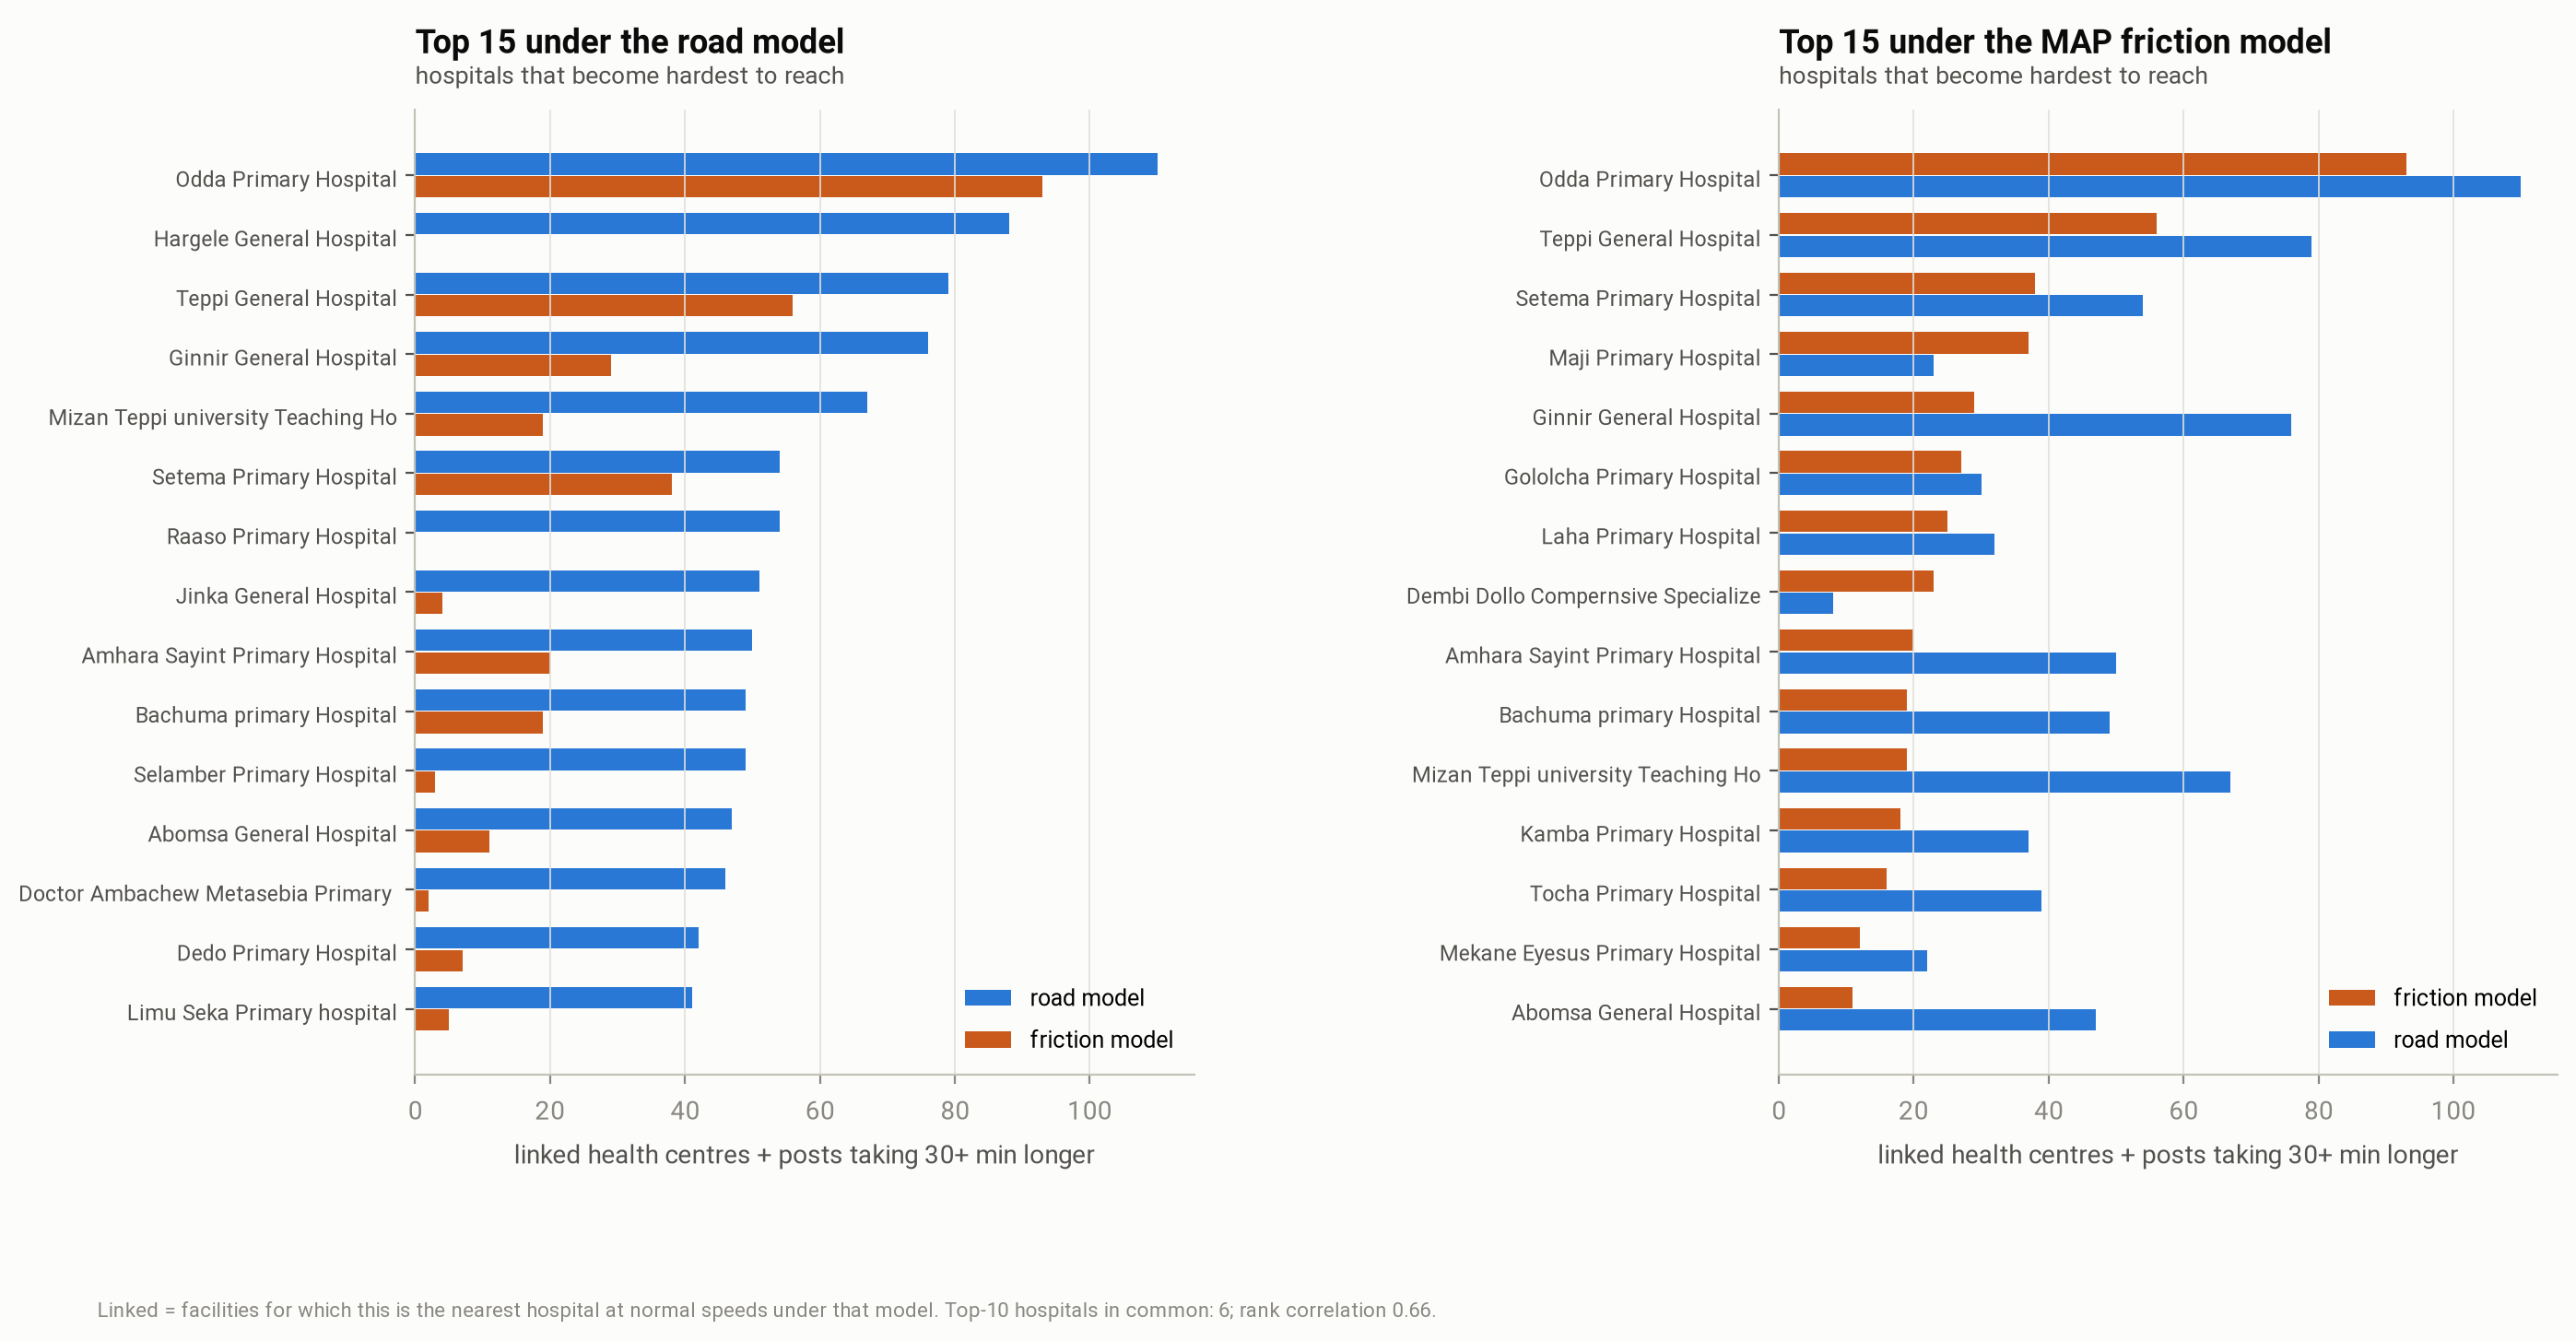 Top 15 under the road model
hospitals that become hardest to reach
Odda Primary Hospital
Hargele General Hospital
Teppi General Hospital
Ginnir General Hospital
Mizan Teppi university Teaching Ho
Setema Primary Hospital
Raaso Primary Hospital
Jinka General Hospital
Amhara Sayint Primary Hospital
Bachuma primary Hospital
Selamber Primary Hospital
Abomsa General Hospital
Doctor Ambachew Metasebia Primary
Dedo Primary Hospital
Limu Seka Primary hospital
road model
friction model
0 20 40 60 80 100
linked health centres + posts taking 30+ min longer
Top 15 under the MAP friction model
hospitals that become hardest to reach
Odda Primary Hospital
Teppi General Hospital
Setema Primary Hospital
Maji Primary Hospital
Ginnir General Hospital
Gololcha Primary Hospital
Laha Primary Hospital
Dembi Dollo Compernsive Specialize
Amhara Sayint Primary Hospital
Bachuma primary Hospital
Mizan Teppi university Teaching Ho
Kamba Primary Hospital
Tocha Primary Hospital
Mekane Eyesus Primary Hospital
Abomsa General Hospital
friction model
road model
0 20 40 60 80 100
linked health centres + posts taking 30+ min longer
Linked = facilities for which this is the nearest hospital at normal speeds under that model. Top-10 hospitals in common: 6; rank correlation 0.66.